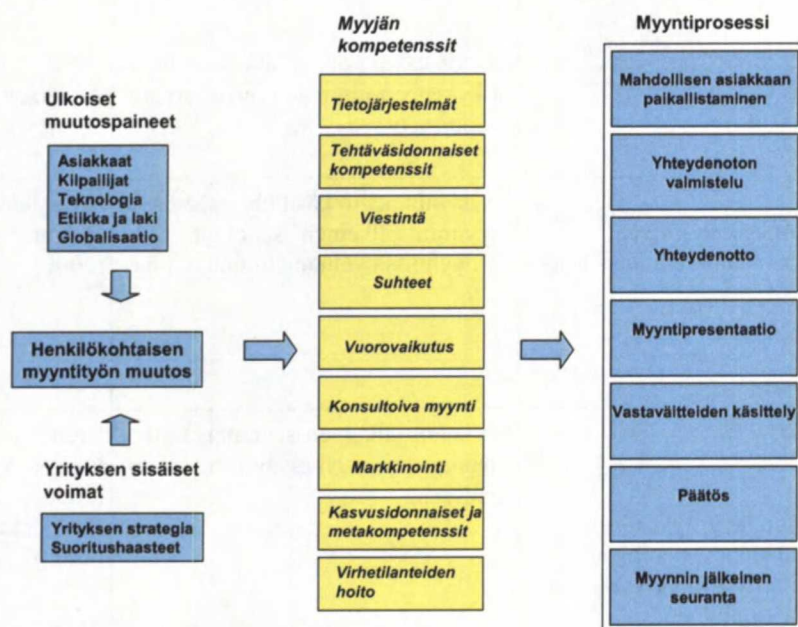 Ulkoiset
muutospaineet
Asiakkaat
Kilpailijat
Teknologia
Etiikka ja laki
Globalisaatio
Henkilökohtaisen
myyntityön muutos
Yrityksen sisäiset
voimat
Yrityksen strategia
Suoritushaasteet
Myyjän
kompetenssit
Tietojärjestelmät
Tehtäväsidonnaiset
kompetenssit
Viestintä
Suhteet
Vuorovaikutus
Konsultoiva myynti
Markkinointi
Kasvusidonnaiset ja
metakompetenssit
Virhetilanteiden
hoito
Myyntiprosessi
Mahdollisen asiakkaan
paikallistaminen
Yhteydenoton
valmistelu
Yhteydenotto
Myyntipresentaatio
Vastaväitteiden käsittely
Päätös
Myynnin jälkeinen
seuranta